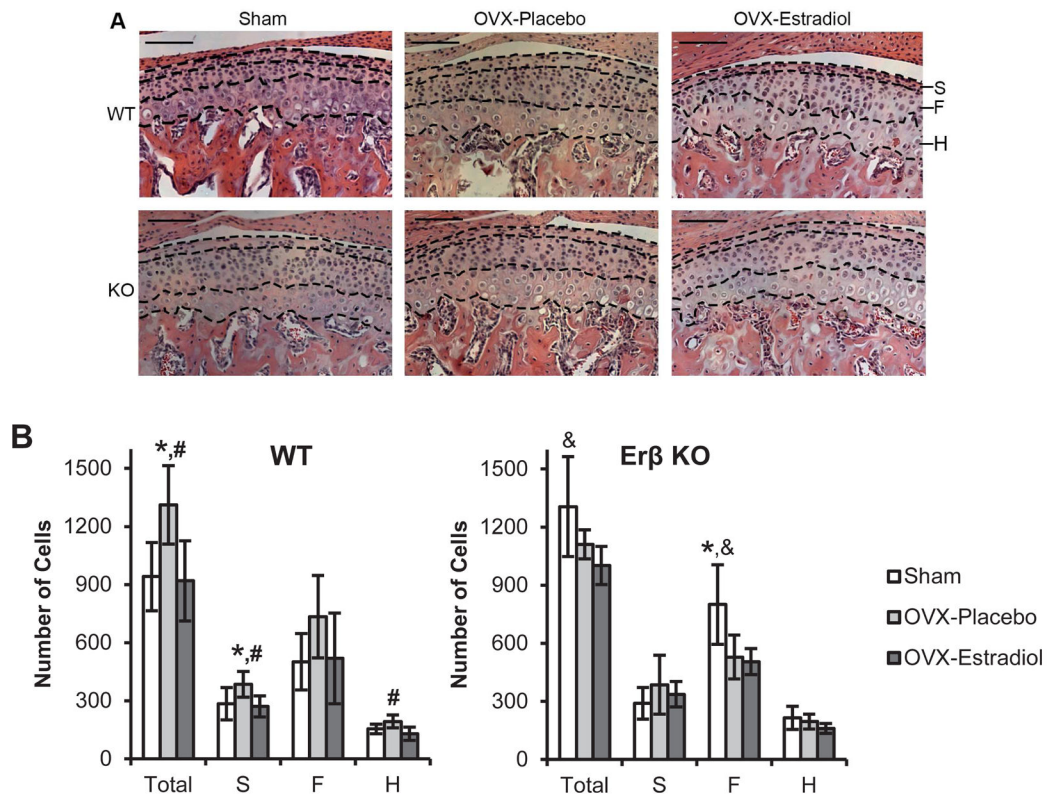 A
Sham
OVX-Placebo
OVX-Estradiol
WT
S
F
H
KO
B
WT
Erβ KO
Number of Cells
1500
1200
900
600
300
0
*,#
*,#
#
Total
S
F
H
Number of Cells
1500
1200
900
600
300
0
&
*,&
Total
S
F
H
Sham
OVX-Placebo
OVX-Estradiol